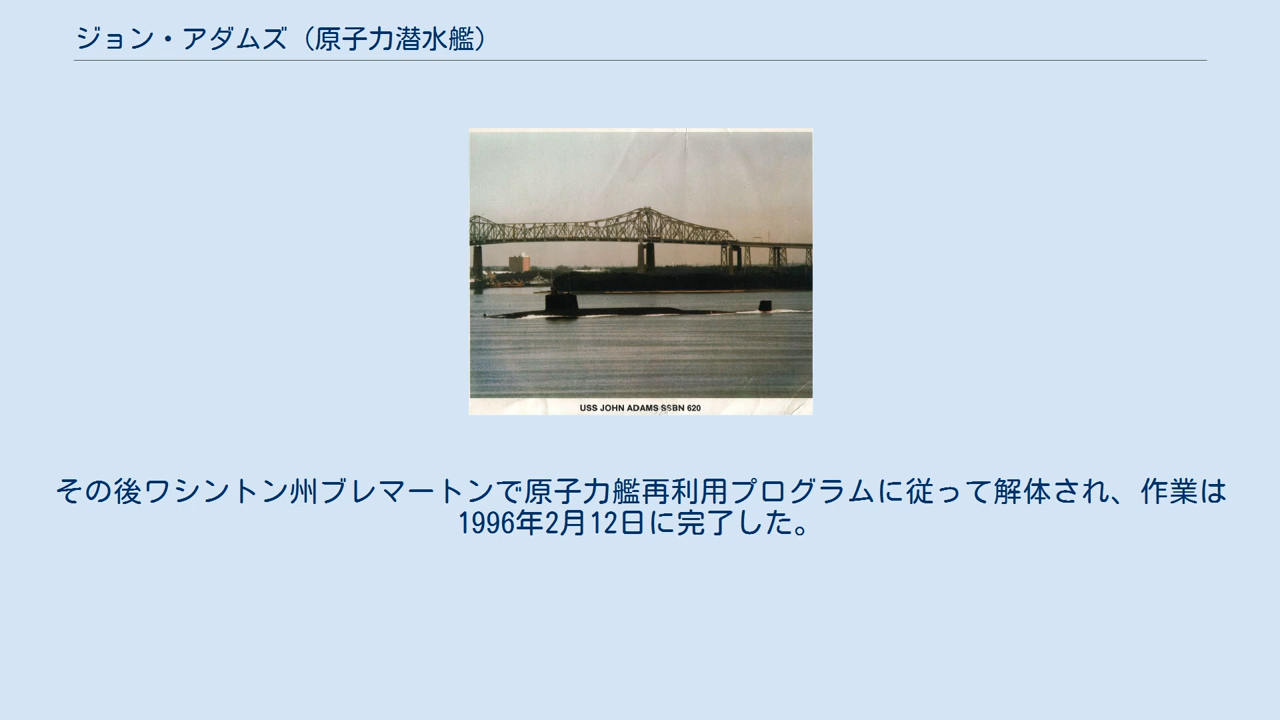 ジョン・アダムズ（原子力潜水艦）
USS JOHN ADAMS SSBN 620
その後ワシントン州ブレマートンで原子力艦再利用プログラムに従って解体され、作業は
1996年2月12日に完了した。